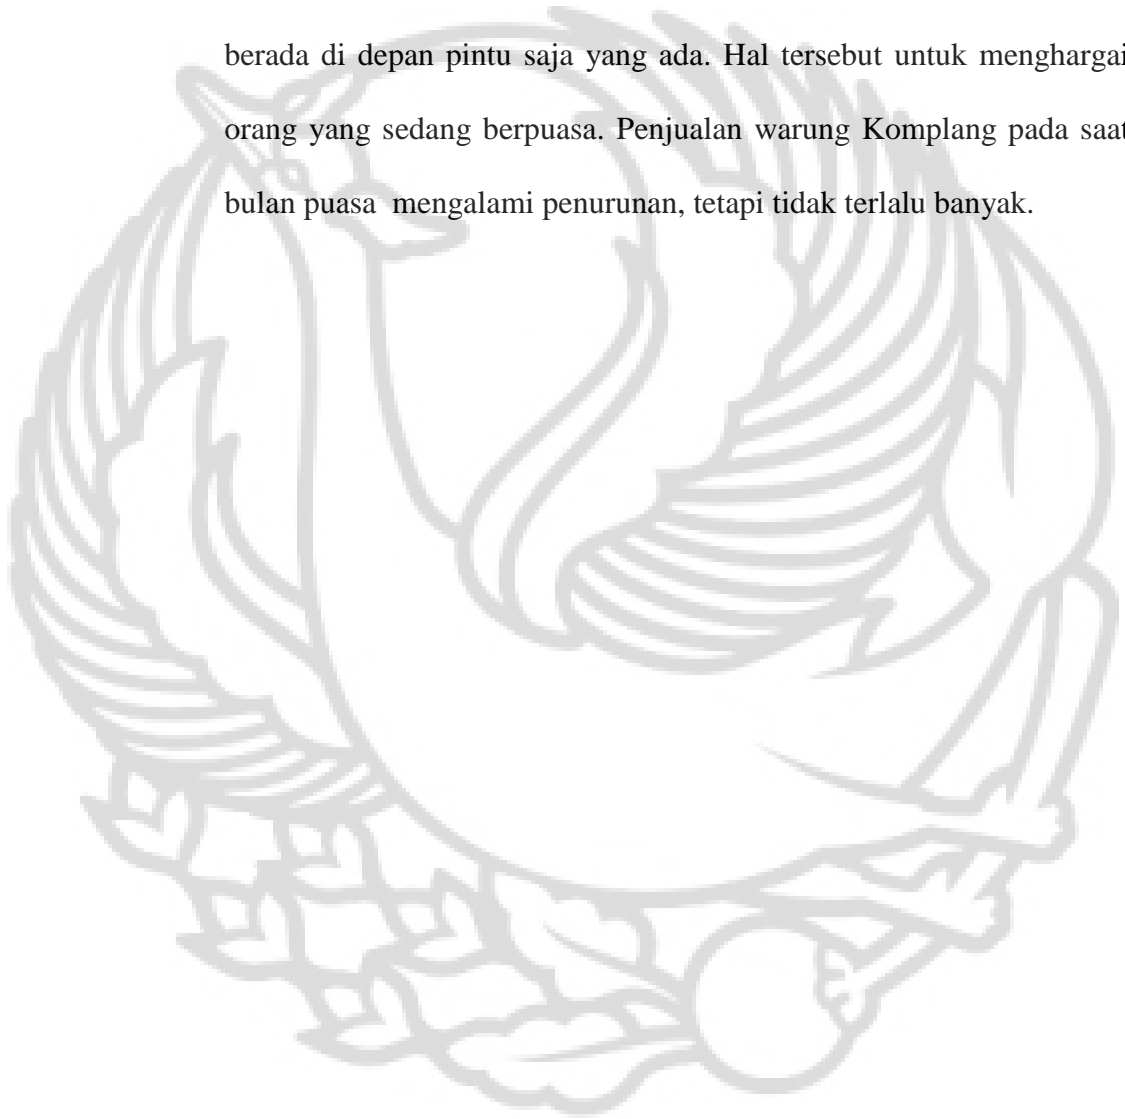 berada di depan pintu saja yang ada. Hal tersebut untuk menghargai
orang yang sedang berpuasa. Penjualan warung Komplang pada saat
bulan puasa  mengalami penurunan, tetapi tidak terlalu banyak.